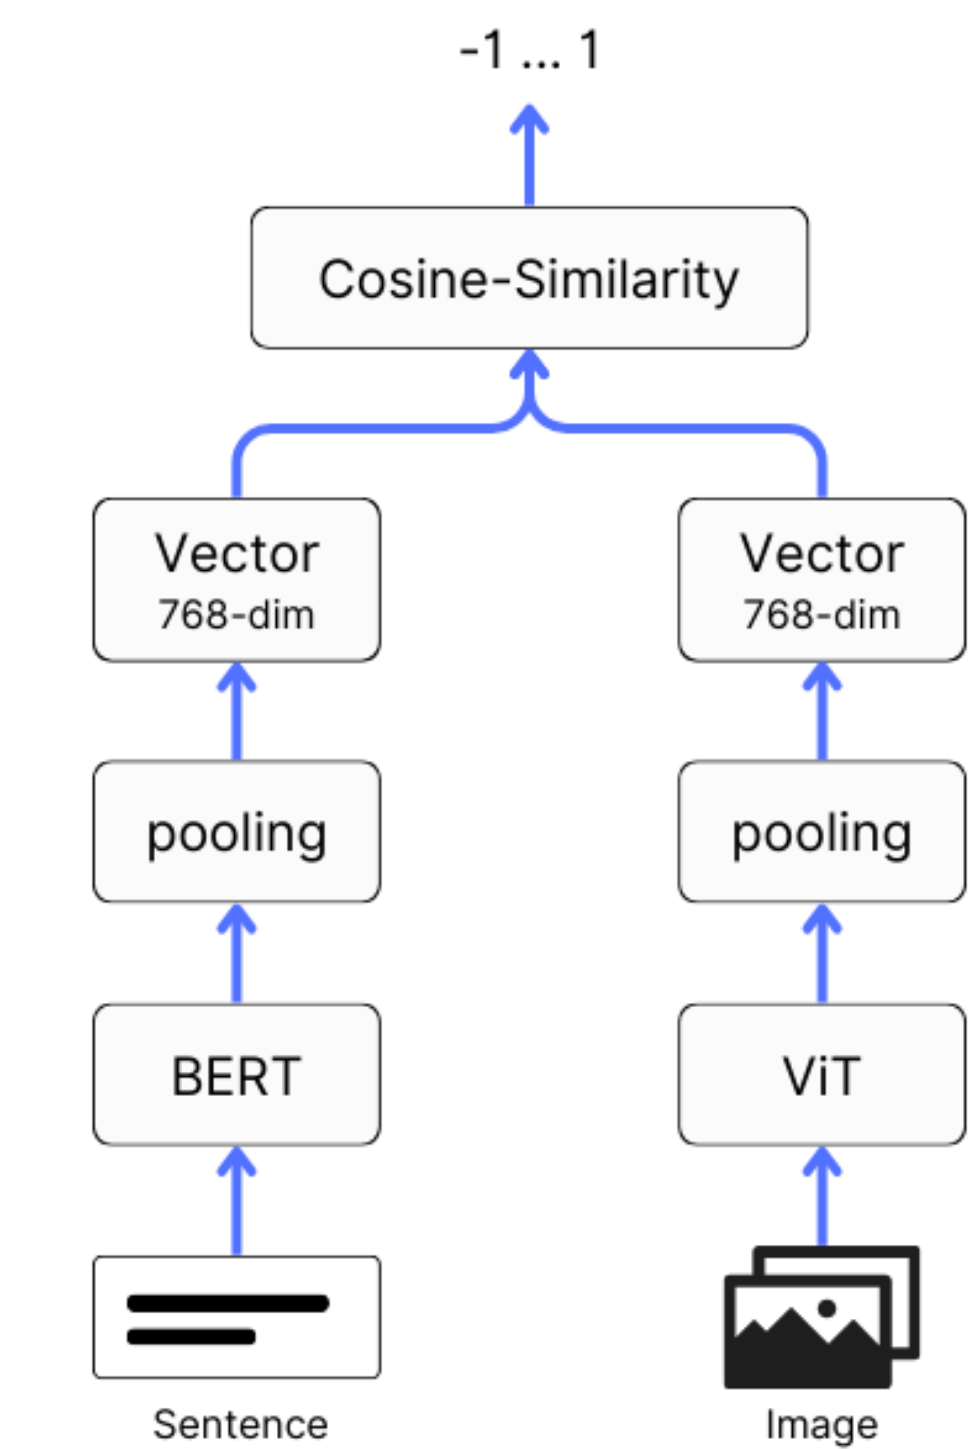 -1 ... 1
Cosine-Similarity
Vector
768-dim
Vector
768-dim
pooling
pooling
BERT
ViT
Sentence
Image